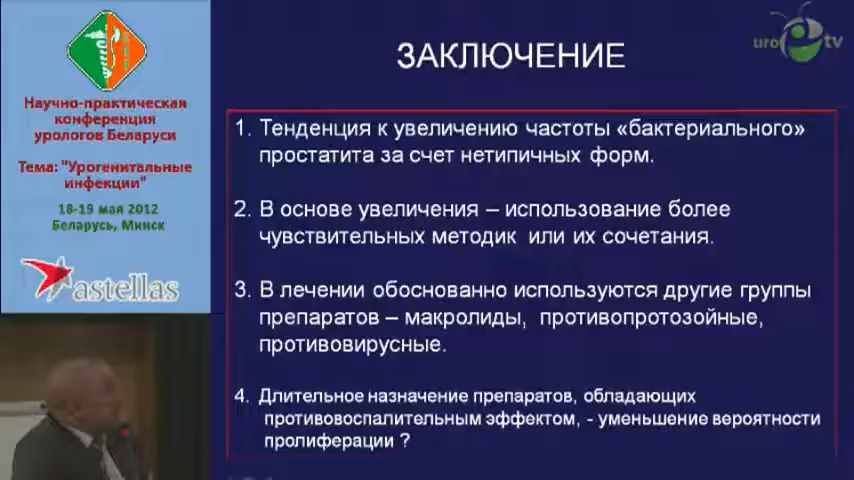 Научно-практическая
конференция
урологов Беларуси
Тема: "Урогенитальные
инфекции"
18-19 мая 2012
Беларусь, Минск
astellas
uro tv
ЗАКЛЮЧЕНИЕ
1. Тенденция к увеличению частоты «бактериального»
простатита за счет нетипичных форм.
2. В основе увеличения – использование более
чувствительных методик или их сочетания.
3. В лечении обоснованно используются другие группы
препаратов – макролиды, противопротозойные,
противовирусные.
4. Длительное назначение препаратов, обладающих
противовоспалительным эффектом, - уменьшение вероятности
пролиферации ?